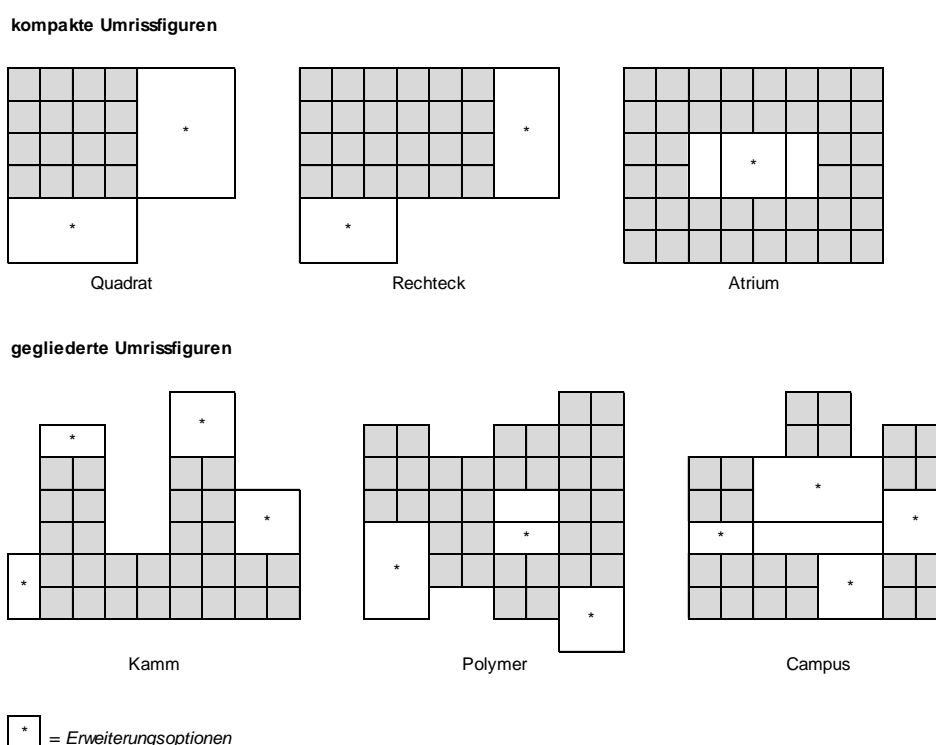 kompakte Umrissfiguren
*
*
*
*
*
Quadrat
Rechteck
Atrium
gegliederte Umrissfiguren
*
*
*
*
*
*
*
*
*
*
*
Kamm
Polymer
Campus
* = Erweiterungsoptionen